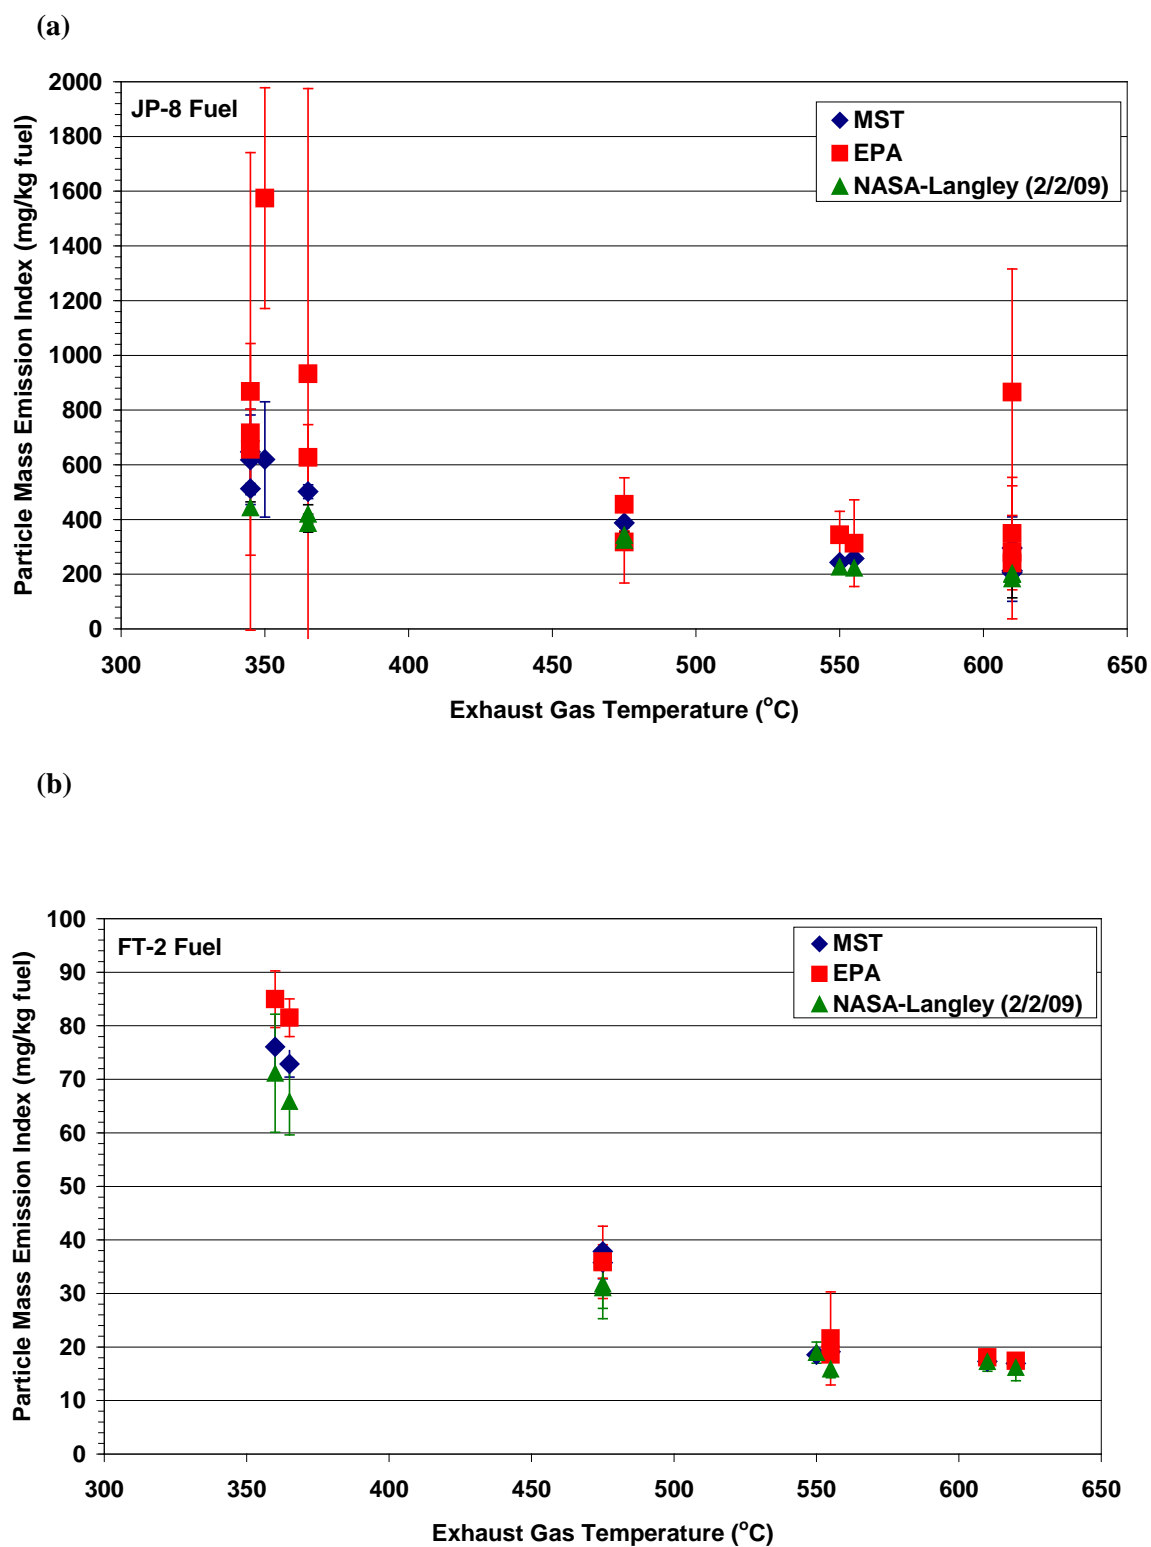 (a)
JP-8 Fuel
MST
EPA
NASA-Langley (2/2/09)
Particle Mass Emission Index (mg/kg fuel)
2000
1800
1600
1400
1200
1000
800
600
400
200
0
300 350 400 450 500 550 600 650
Exhaust Gas Temperature (°C)
(b)
FT-2 Fuel
MST
EPA
NASA-Langley (2/2/09)
Particle Mass Emission Index (mg/kg fuel)
100
90
80
70
60
50
40
30
20
10
0
300 350 400 450 500 550 600 650
Exhaust Gas Temperature (°C)